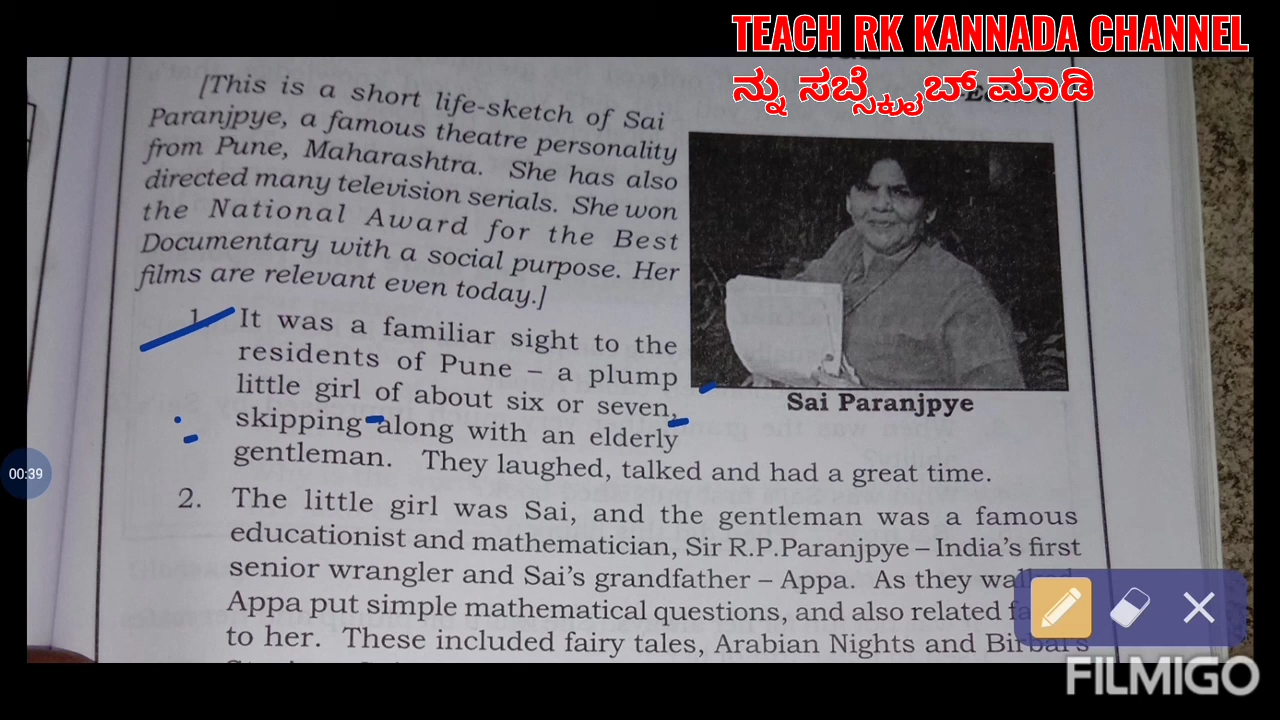 TEACH RK KANNADA CHANNEL
ನ್ನು ಸಬ್ಸ್ಕ್ರೈಬ್ ಮಾಡಿ
[This is a short life-sketch of Sai
Paranjpye, a famous theatre personality
from Pune, Maharashtra. She has also
directed many television serials. She won
the National Award for the Best
Documentary with a social purpose. Her
films are relevant even today.]
Sai Paranjpye
1. It was a familiar sight to the
residents of Pune – a plump
little girl of about six or seven,
skipping along with an elderly
gentleman. They laughed, talked and had a great time.
00:39
2. The little girl was Sai, and the gentleman was a famous
educationist and mathematician, Sir R.P.Paranjpye – India's first
senior wrangler and Sai's grandfather – Appa. As they walked
Appa put simple mathematical questions, and also related
to her. These included fairy tales, Arabian Nights and Birbal's
FILMIGO